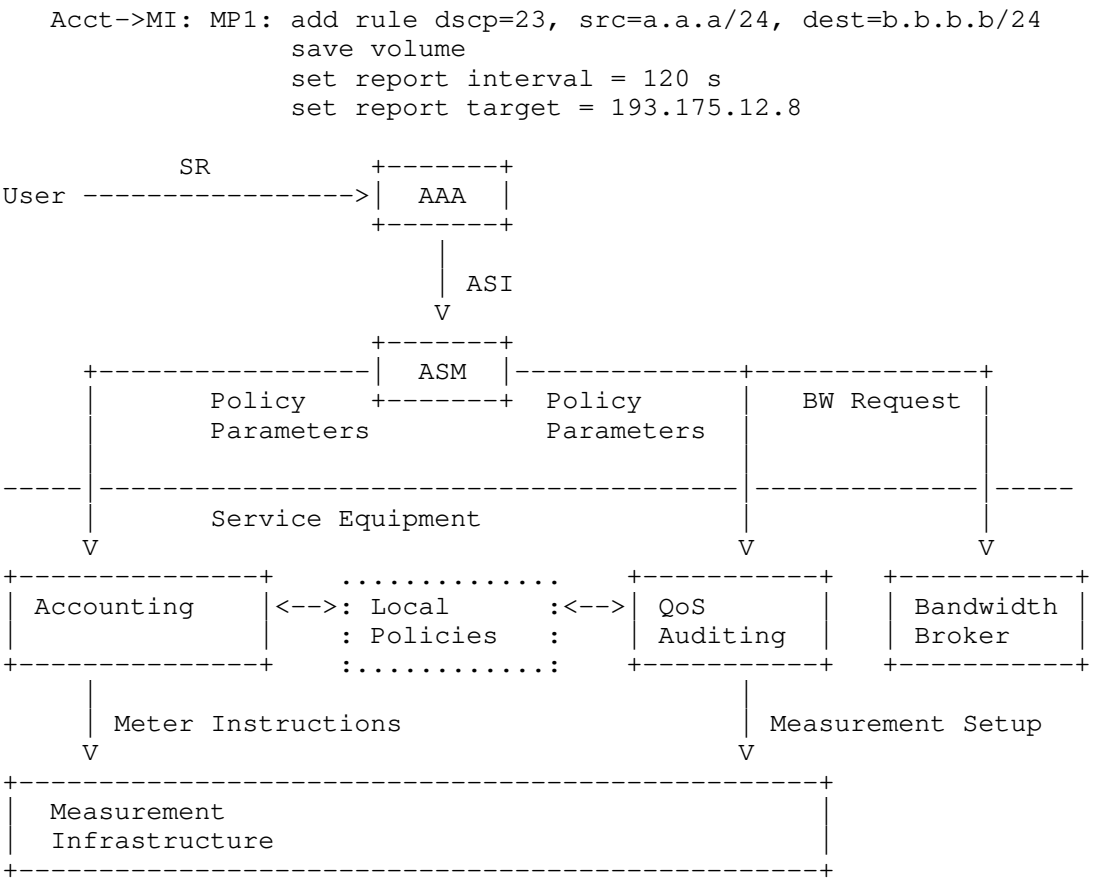 Acct->MI: MP1: add rule dscp=23, src=a.a.a/24, dest=b.b.b.b/24
save volume
set report interval = 120 s
set report target = 193.175.12.8
SR
User AAA
ASI
ASM
Policy Policy BW Request
Parameters Parameters
Service Equipment
Accounting Local QoS Bandwidth
Policies Auditing Broker
Meter Instructions Measurement Setup
Measurement
Infrastructure